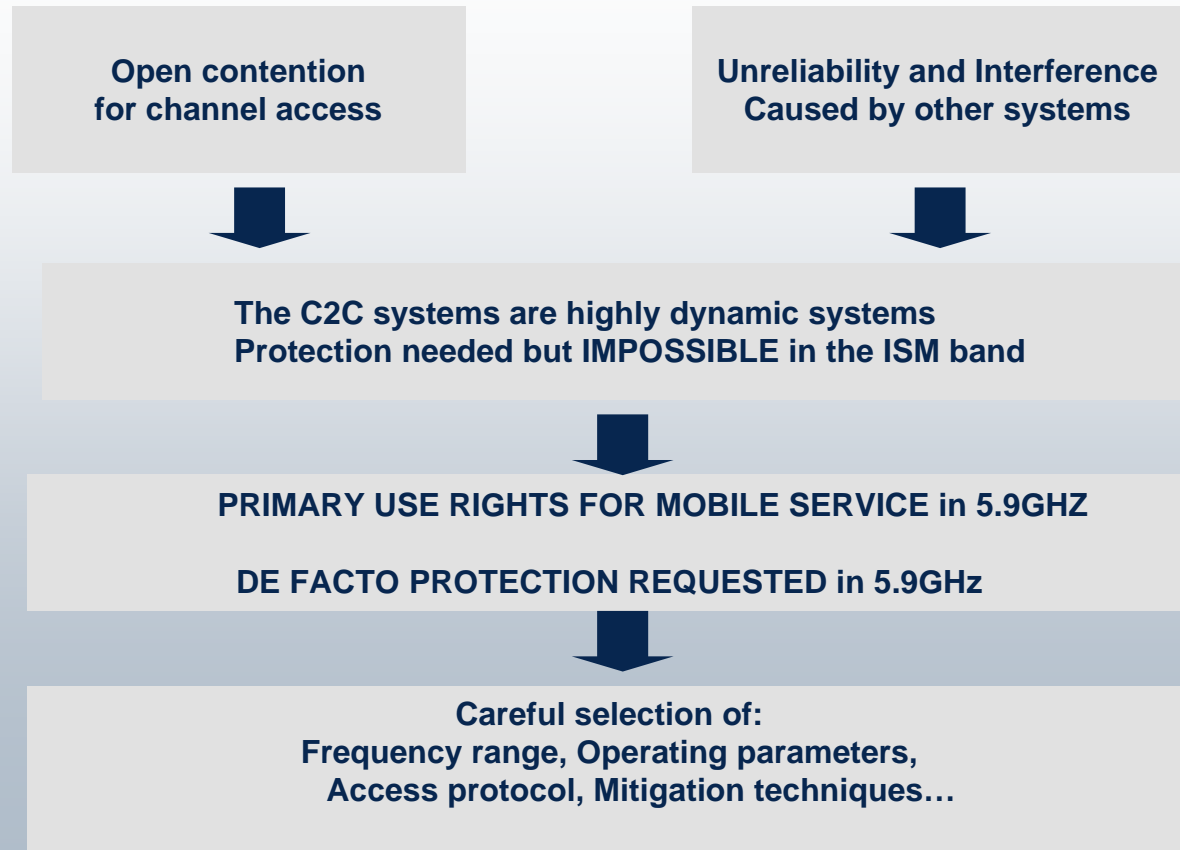 Open contention
for channel access
Unreliability and Interference
Caused by other systems
The C2C systems are highly dynamic systems
Protection needed but IMPOSSIBLE in the ISM band
PRIMARY USE RIGHTS FOR MOBILE SERVICE in 5.9GHZ
DE FACTO PROTECTION REQUESTED in 5.9GHz
Careful selection of:
Frequency range, Operating parameters,
Access protocol, Mitigation techniques…